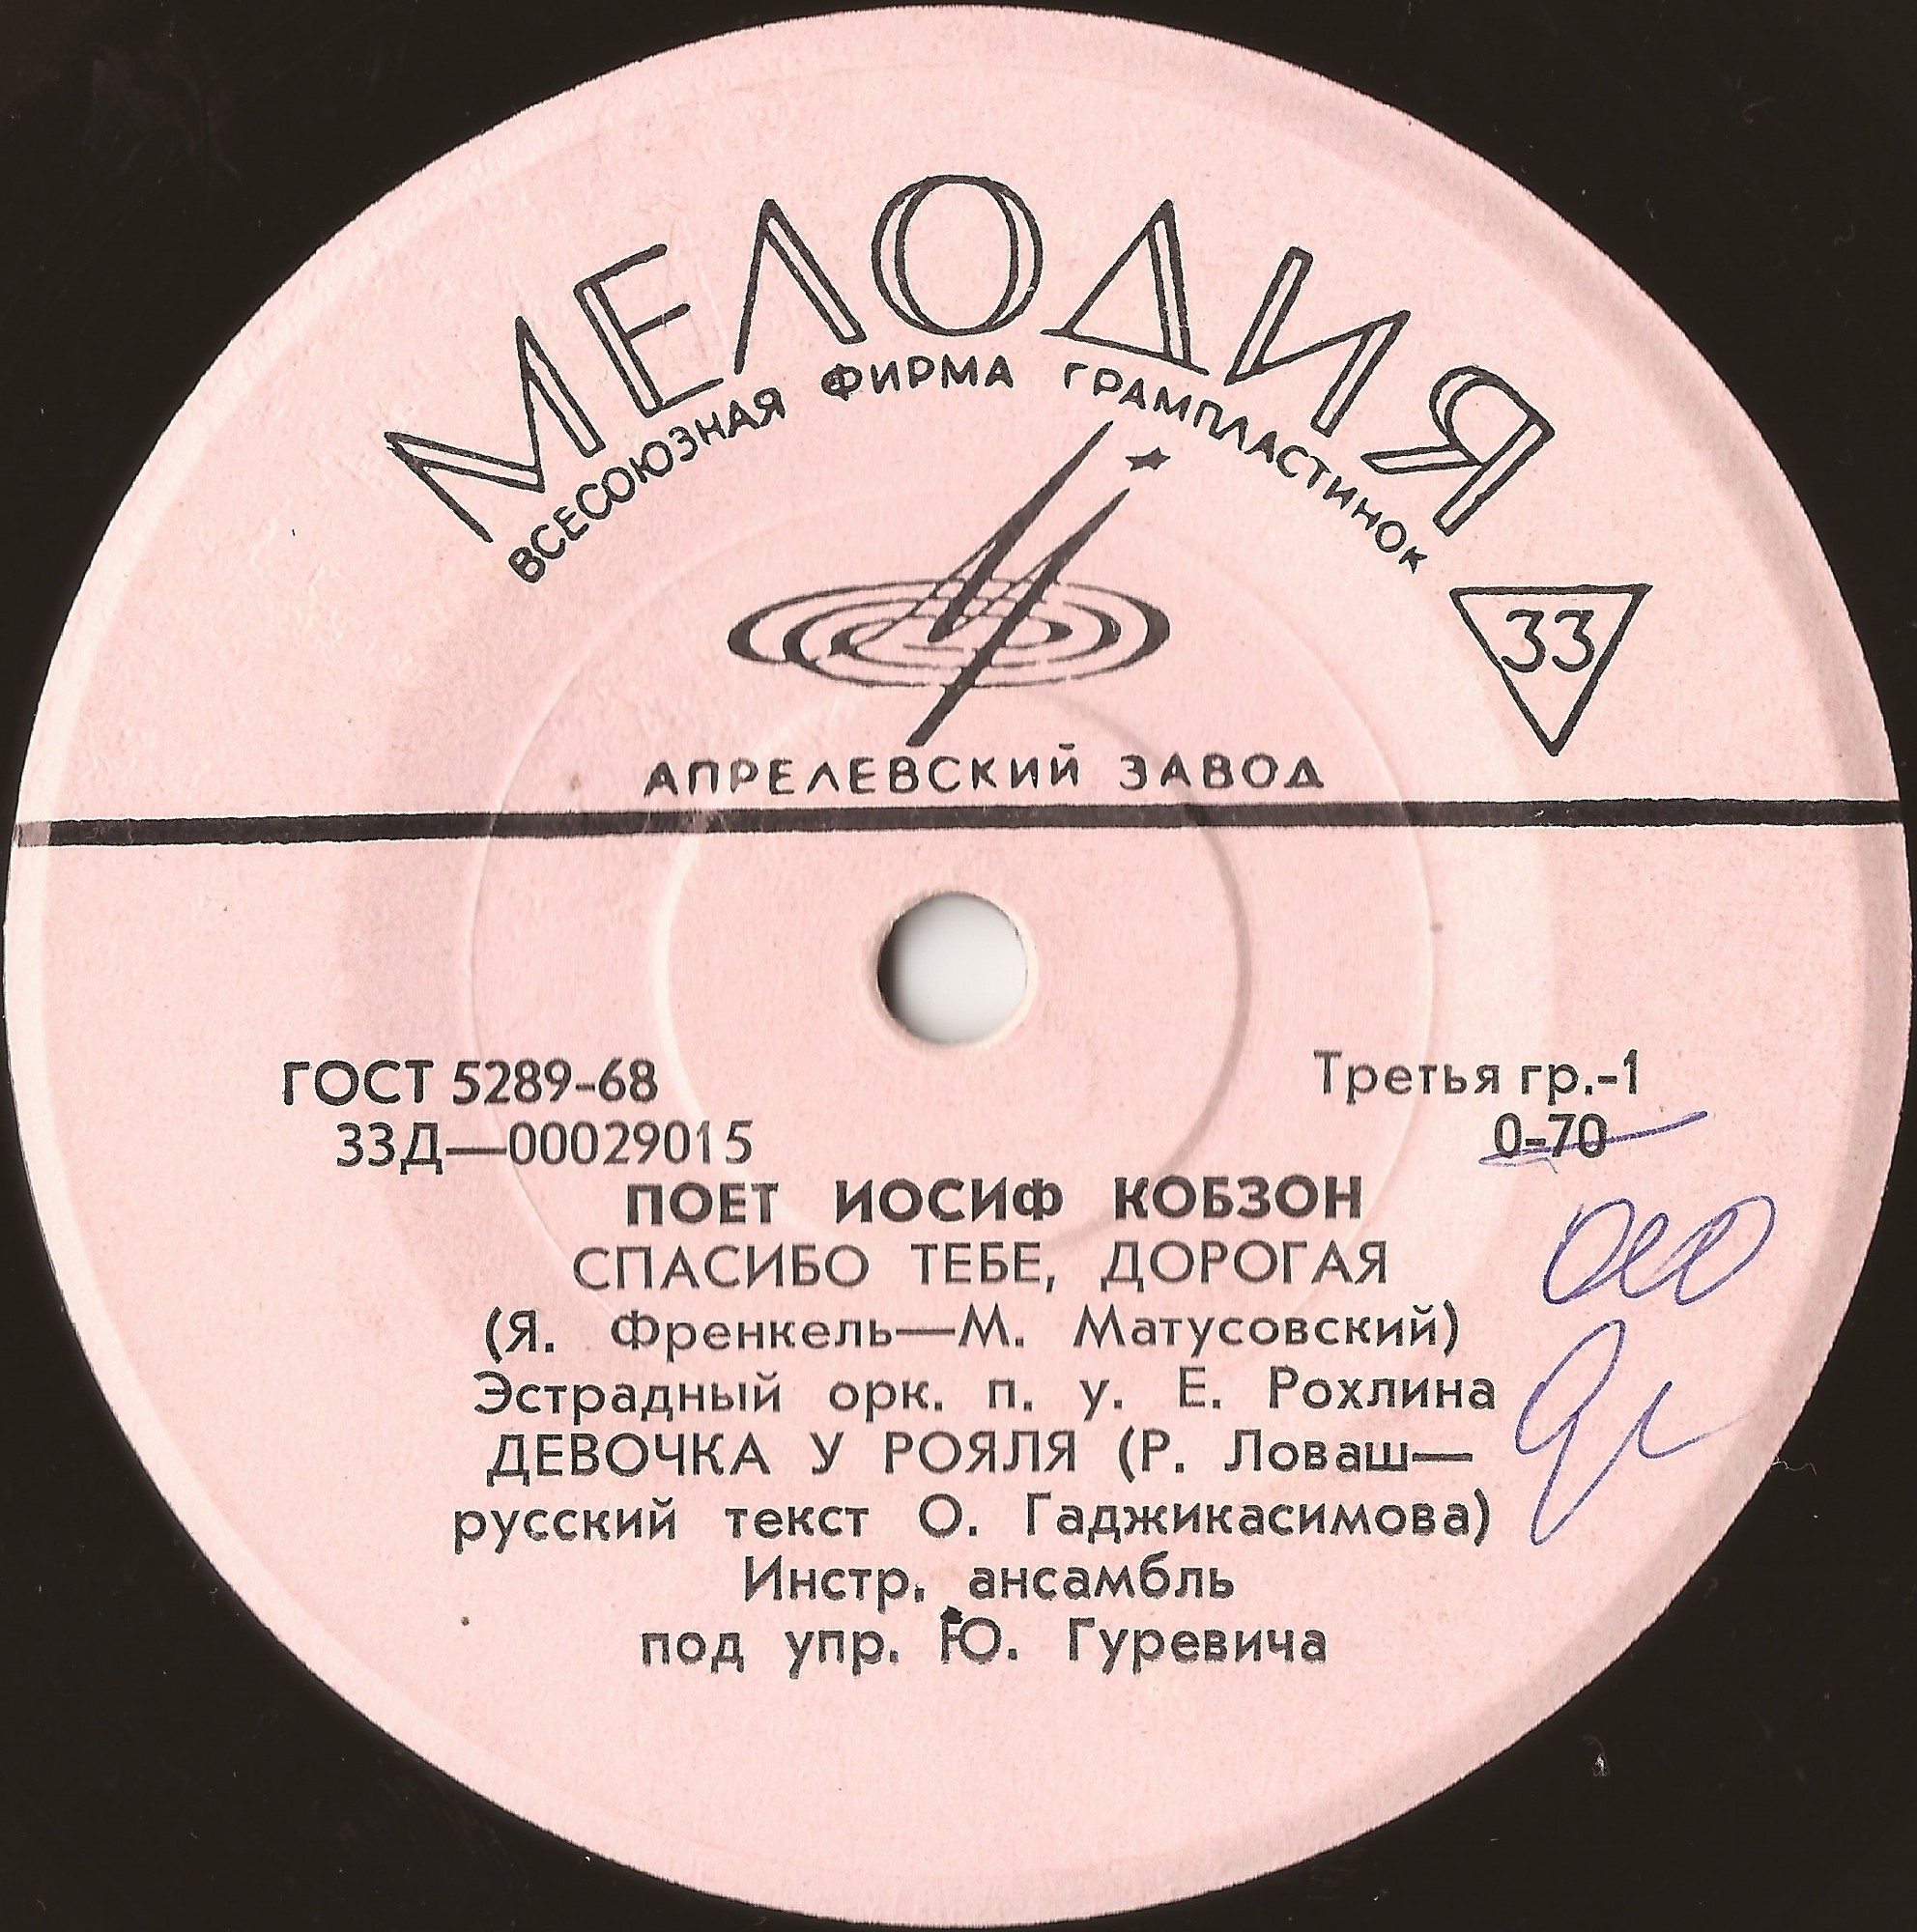 МЕЛОДИЯ
ВСЕСОЮЗНАЯ ФИРМА ГРАМПЛАСТИНОК
33
АПРЕЛЕВСКИЙ ЗАВОД
ГОСТ 5289-68
Третья гр.-1
33Д—00029015
0-70
ПОЕТ ИОСИФ КОБЗОН
СПАСИБО ТЕБЕ, ДОРОГАЯ
(Я. Френкель—М. Матусовский)
Эстрадный орк. п. у. Е. Рохлина
ДЕВОЧКА У РОЯЛЯ (Р. Ловаш—
русский текст О. Гаджикасимова)
Инстр. ансамбль
под упр. Ю. Гуревича